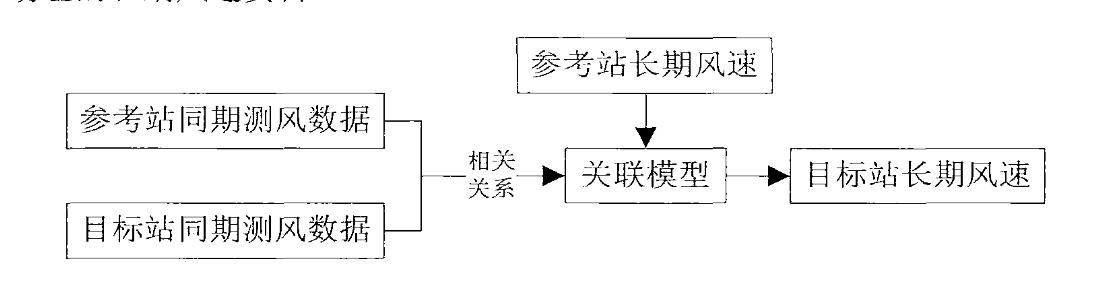 参考站长期风速
参考站同期测风数据
相关
关系
关联模型
目标站长期风速
目标站同期测风数据